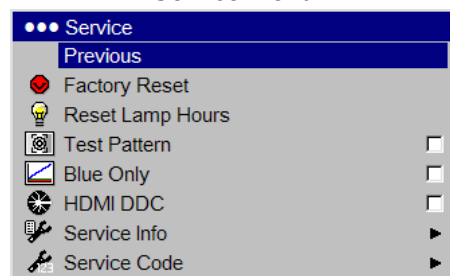 Service
Previous
Factory Reset
Reset Lamp Hours
Test Pattern
Blue Only
HDMI DDC
Service Info
Service Code